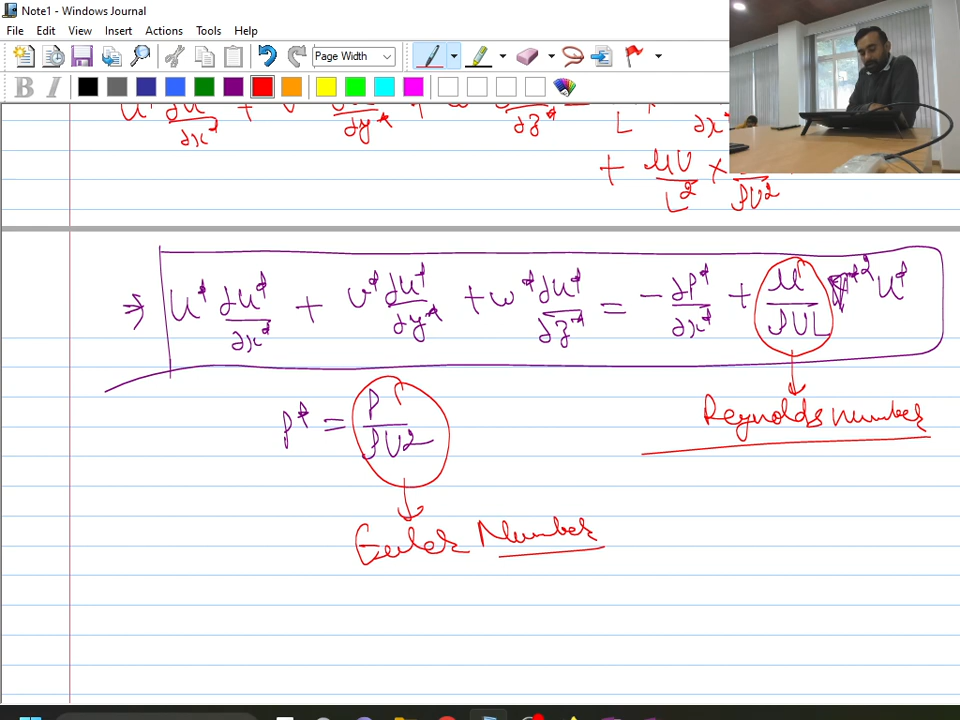 Note1 - Windows Journal
File Edit View Insert Actions Tools Help
Page Width
B I
+ μU/L² × /ρU²
⇒ u* ∂u*/∂x* + v* ∂u*/∂y* + w* ∂u*/∂z* = - ∂P*/∂x* + μ/ρUL ∇*² u*
P* = P/ρU²
Reynolds number
Euler Number